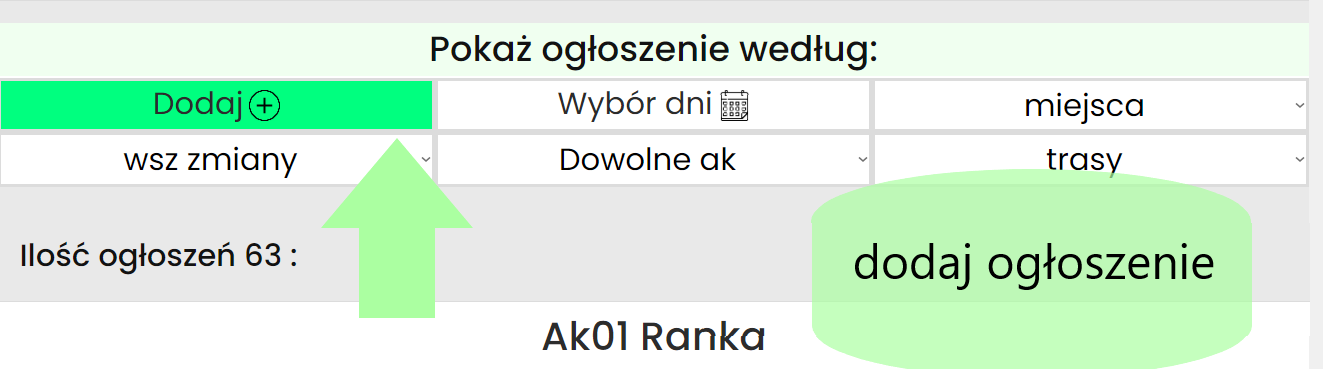 Pokaż ogłoszenie według:
Dodaj Wybór dni miejsca
wsz zmiany Dowolne ak trasy
Ilość ogłoszeń 63 :
dodaj ogłoszenie
Ak01 Ranka